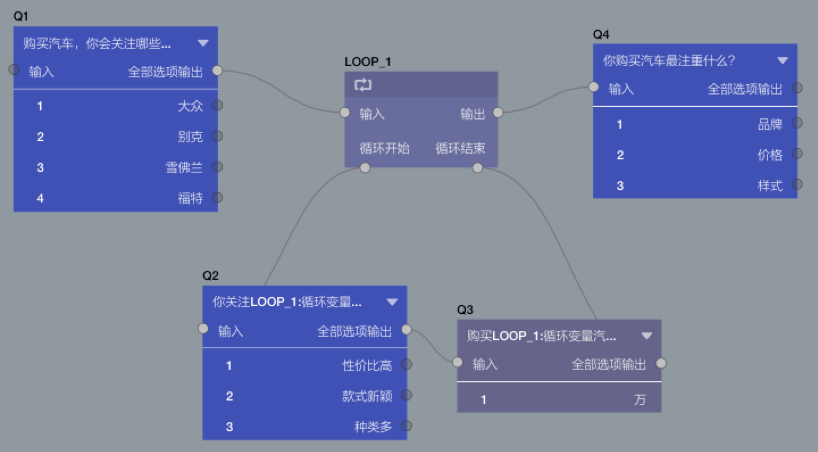 Q1
购买汽车，你会关注哪些...
输入 全部选项输出
1 大众
2 别克
3 雪佛兰
4 福特
LOOP_1
输入 输出
循环开始 循环结束
Q4
你购买汽车最注重什么?
输入 全部选项输出
1 品牌
2 价格
3 样式
Q2
你关注LOOP_1:循环变量...
输入 全部选项输出
1 性价比高
2 款式新颖
3 种类多
Q3
购买LOOP_1:循环变量汽...
输入 全部选项输出
1 万